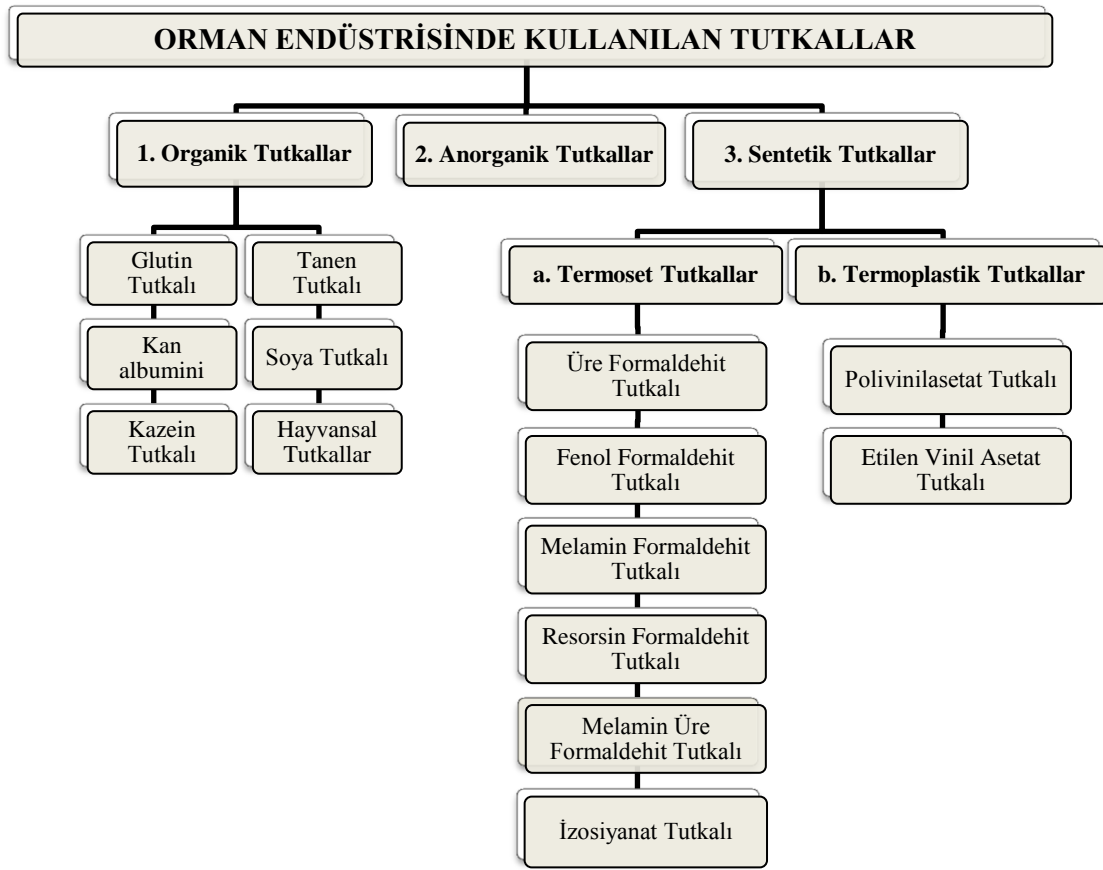 ORMAN ENDÜSTRİSİNDE KULLANILAN TUTKALLAR
1. Organik Tutkallar
2. Anorganik Tutkallar
3. Sentetik Tutkallar
Glutin
Tutkalı
Kan
albumini
Kazein
Tutkalı
Tanen
Tutkalı
Soya Tutkalı
Hayvansal
Tutkallar
a. Termoset Tutkallar
Üre Formaldehit
Tutkalı
Fenol Formaldehit
Tutkalı
Melamin Formaldehit
Tutkalı
Resorsin Formaldehit
Tutkalı
Melamin Üre
Formaldehit Tutkalı
İzosiyanat Tutkalı
b. Termoplastik Tutkallar
Polivinilasetat Tutkalı
Etilen Vinil Asetat
Tutkalı